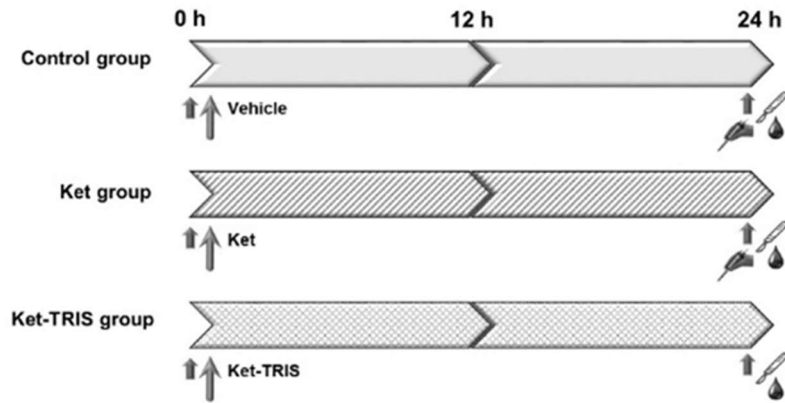 0 h 12 h 24 h
Control group
Vehicle
Ket group
Ket
Ket-TRIS group
Ket-TRIS